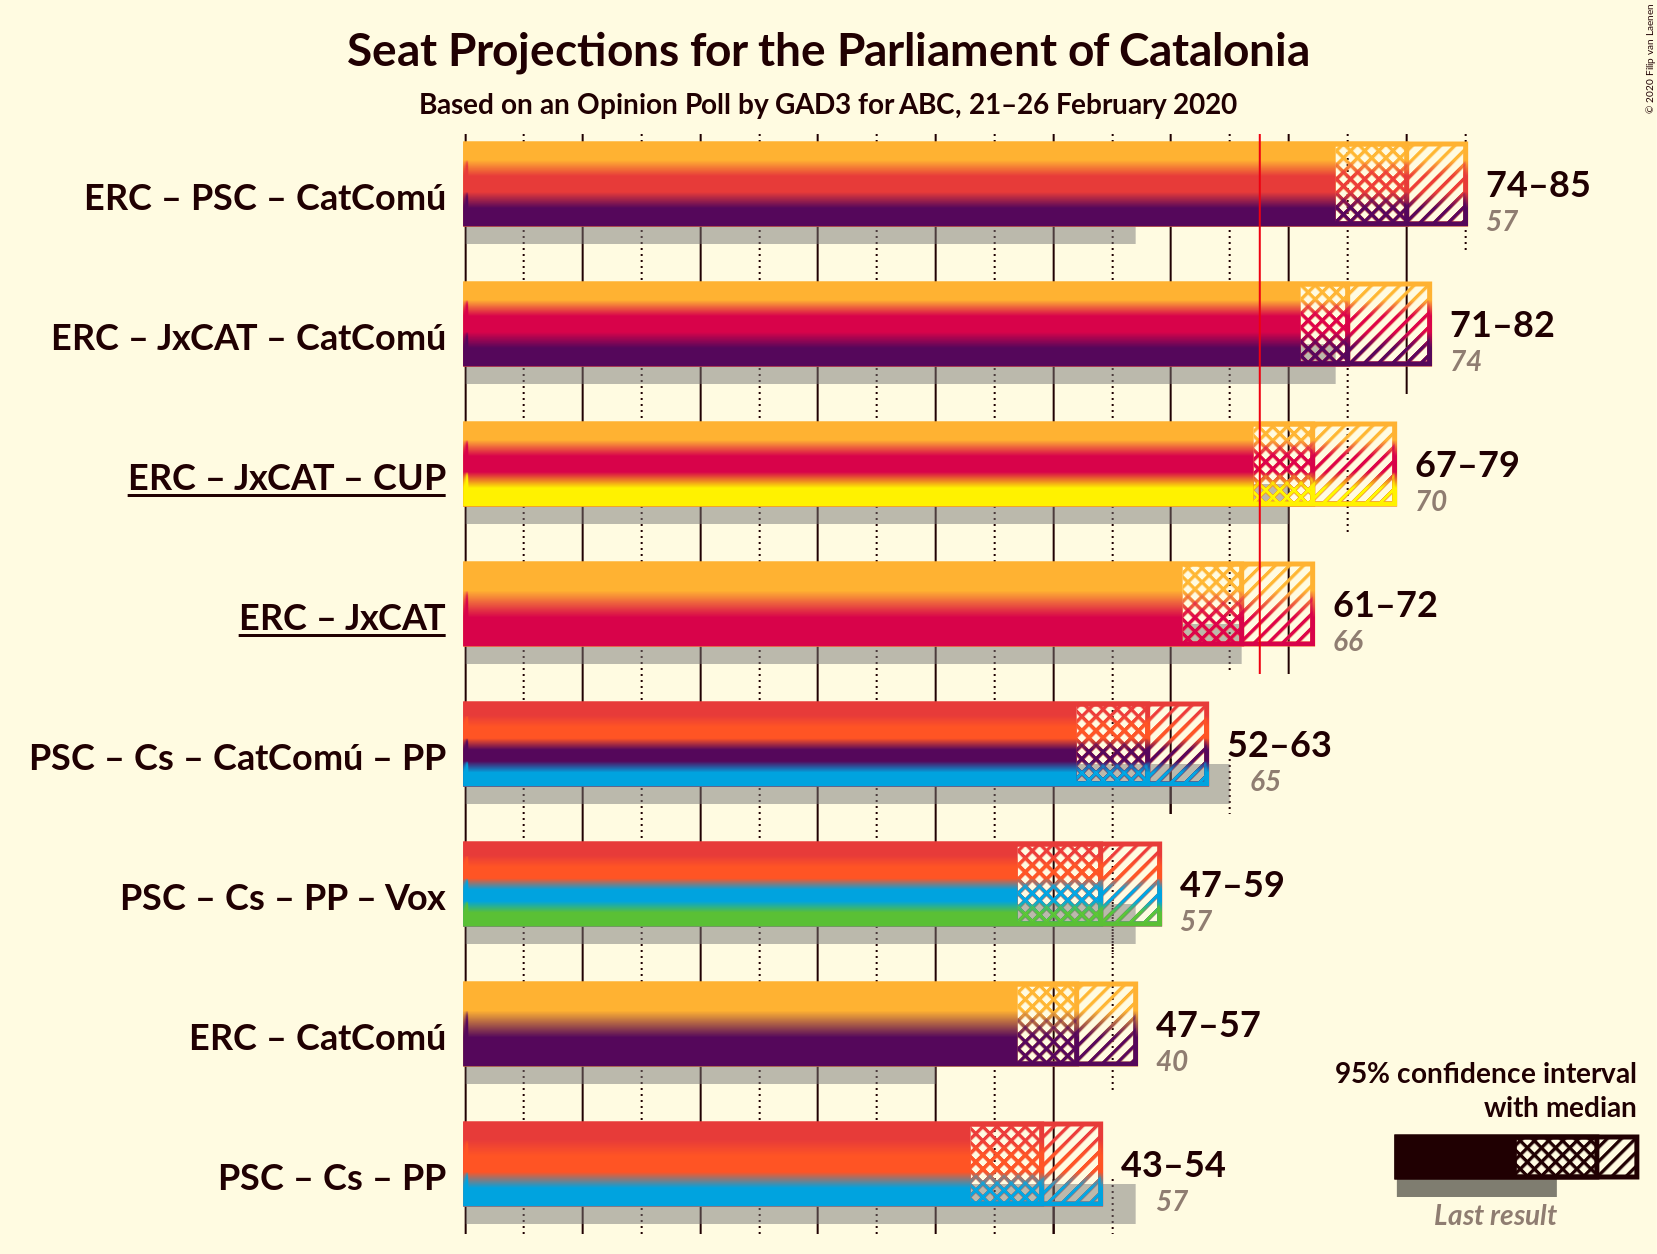 Seat Projections for the Parliament of Catalonia
Based on an Opinion Poll by GAD3 for ABC, 21–26 February 2020
© 2020 Filip van Laenen
ERC – PSC – CatComú
74–85
57
ERC – JxCAT – CatComú
71–82
74
ERC – JxCAT – CUP
67–79
70
ERC – JxCAT
61–72
66
PSC – Cs – CatComú – PP
52–63
65
PSC – Cs – PP – Vox
47–59
57
ERC – CatComú
47–57
40
PSC – Cs – PP
43–54
57
95% confidence interval
with median
Last result